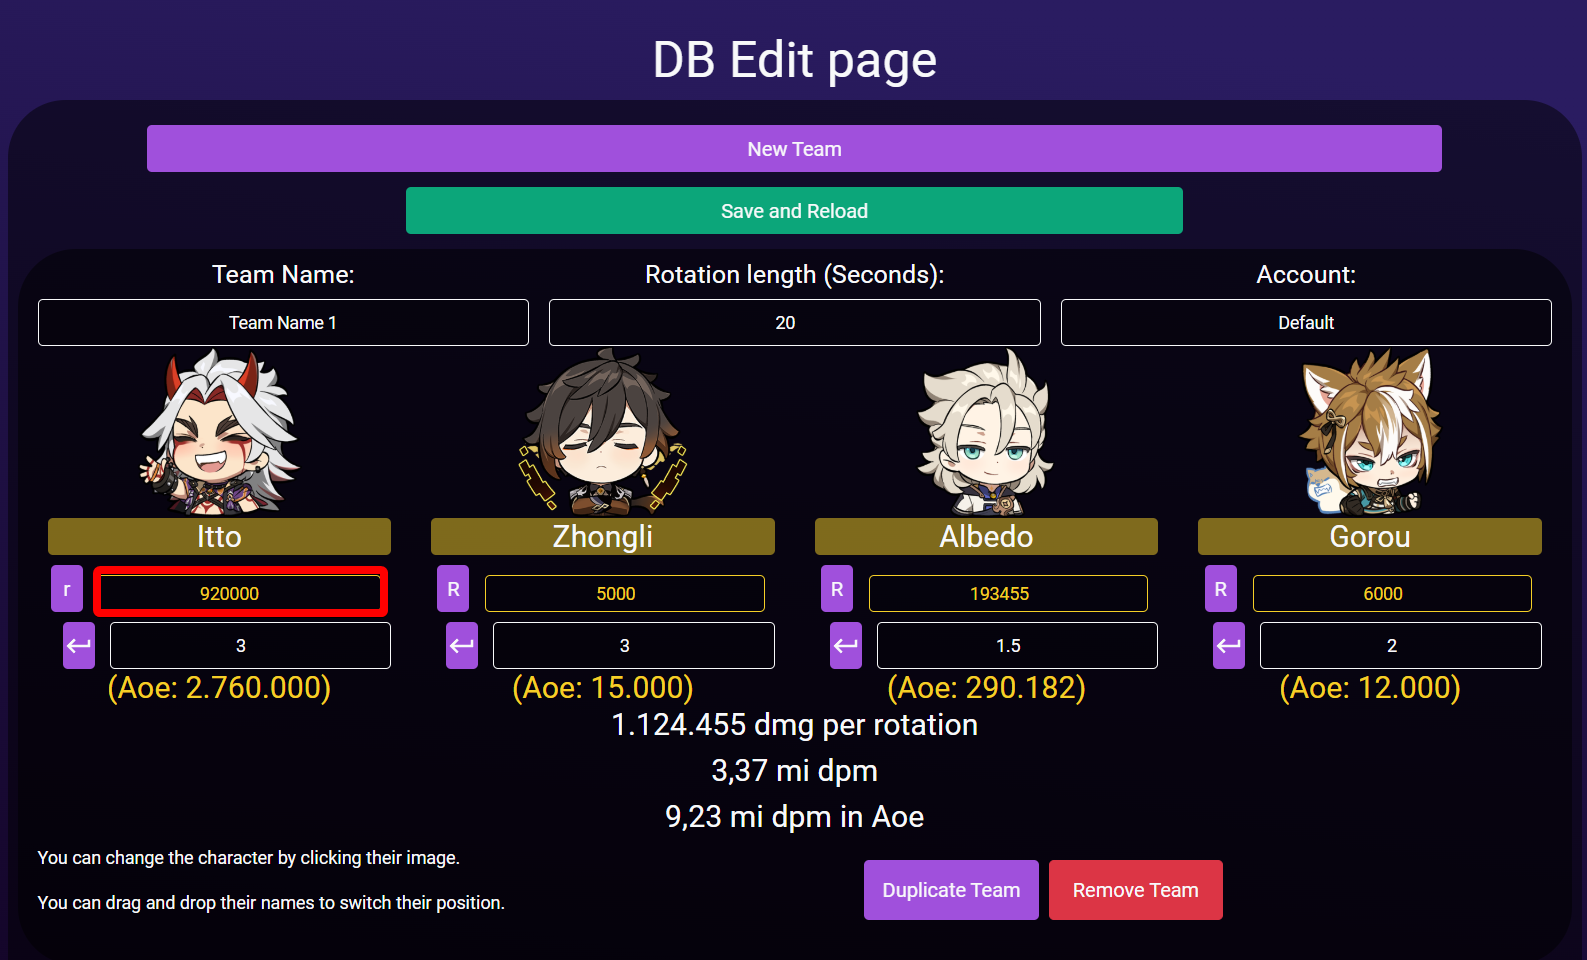 DB Edit page
New Team
Save and Reload
Team Name: Rotation length (Seconds): Account:
Team Name 1 20 Default
Itto Zhongli Albedo Gorou
r 920000 R 5000 R 193455 R 6000
3 3 1.5 2
(Aoe: 2.760.000) (Aoe: 15.000) (Aoe: 290.182) (Aoe: 12.000)
1.124.455 dmg per rotation
3,37 mi dpm
9,23 mi dpm in Aoe
You can change the character by clicking their image.
You can drag and drop their names to switch their position.
Duplicate Team Remove Team